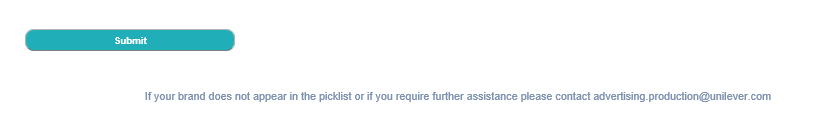 Submit
If your brand does not appear in the picklist or if you require further assistance please contact advertising.production@unilever.com